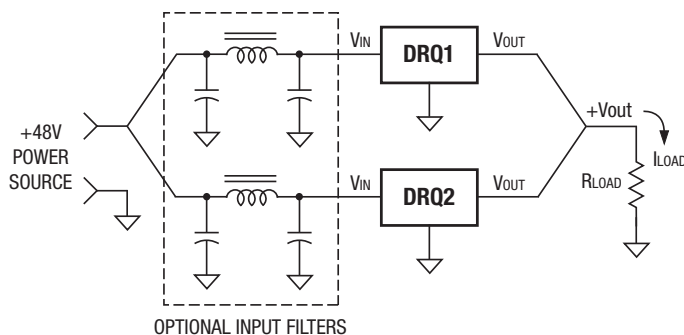 VIN
DRQ1
VOUT
+48V
POWER
SOURCE
+Vout
ILOAD
RLOAD
VIN
DRQ2
VOUT
OPTIONAL INPUT FILTERS